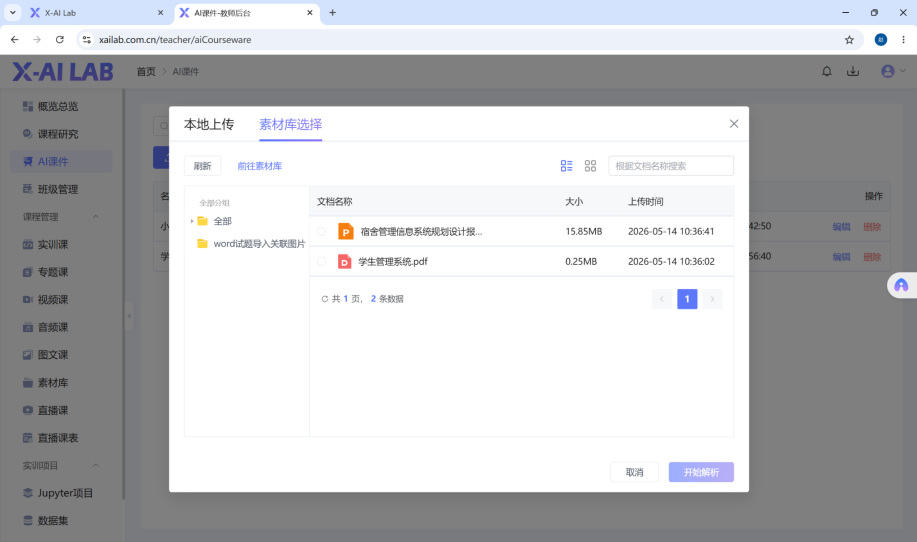 X-AI Lab
AI课件-教师后台
xailab.com.cn/teacher/aiCourseware
X-AI LAB
首页 > AI课件
概览总览
课程研究
AI课件
班级管理
课程管理
实训课
专题课
视频课
音频课
图文课
素材库
直播课
直播课表
实训项目
Jupyter项目
数据集
本地上传 素材库选择
刷新 前往素材库 根据文档名称搜索
全部分组
全部
word试题导入关联图片
文档名称 大小 上传时间
宿舍管理信息系统规划设计报... 15.85MB 2026-05-14 10:36:41
学生管理系统.pdf 0.25MB 2026-05-14 10:36:02
共 1 页, 2 条数据 1
取消 开始解析
操作
42:50 编辑 删除
56:40 编辑 删除